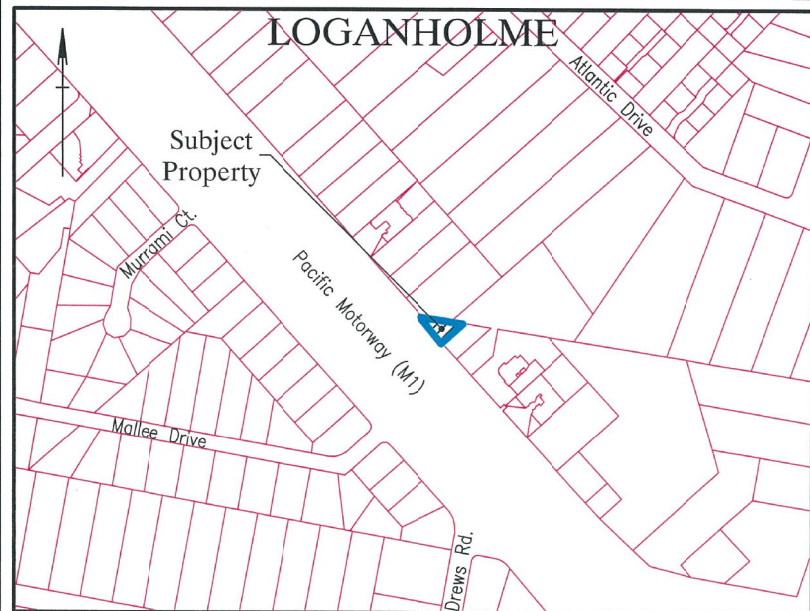 LOGANHOLME
Atlantic Drive
Subject
Property
Murrami Ct.
Pacific Motorway (M1)
Mallee Drive
Drews Rd.